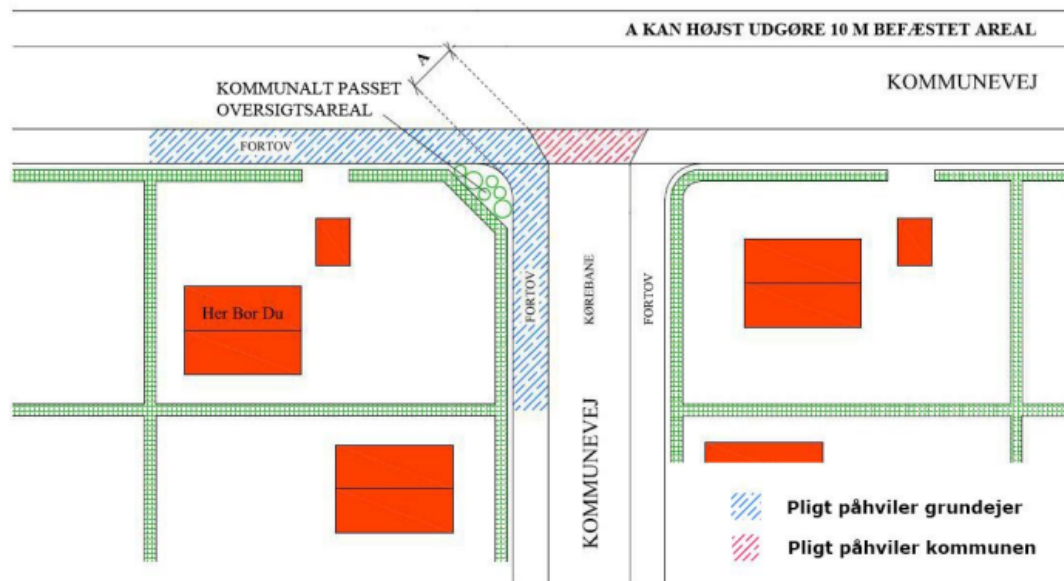 A KAN HØJST UDGØRE 10 M BEFÆSTET AREAL
A
KOMMUNEVEJ
KOMMUNALT PASSET
OVERSIGTSAREAL
FORTOV
Her Bor Du
FORTOV
KØREBANE
FORTOV
KOMMUNEVEJ
Pligt påhviler grundejer
Pligt påhviler kommunen